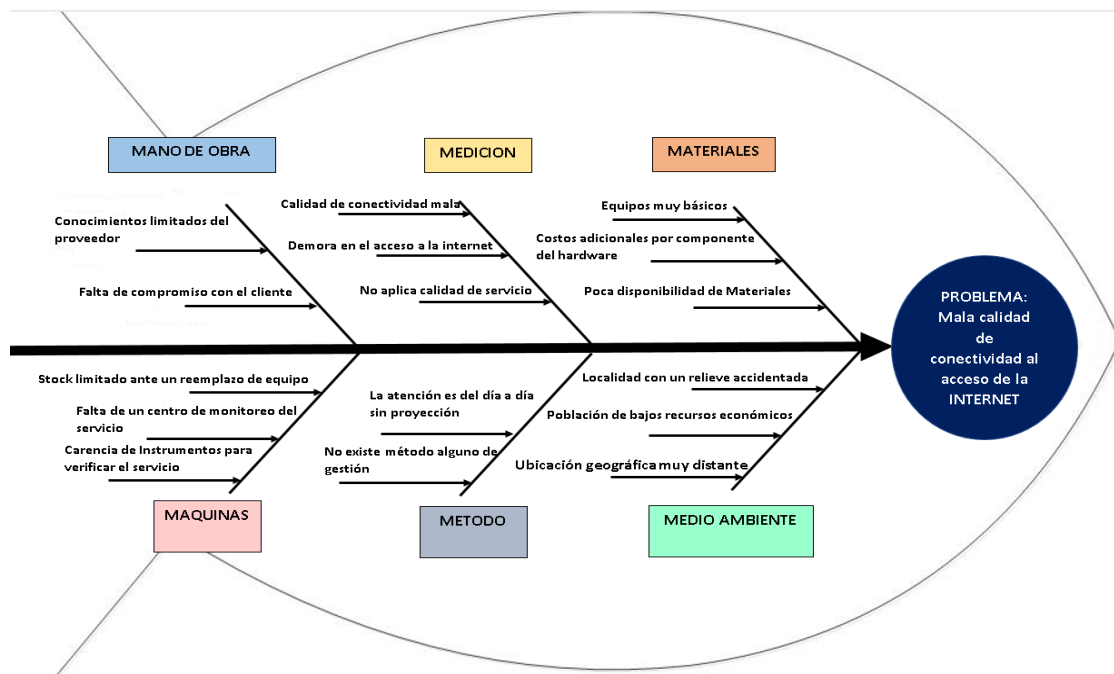 MANO DE OBRA
MEDICION
MATERIALES
Conocimientos limitados del
proveedor
Falta de compromiso con el cliente
Calidad de conectividad mala
Demora en el acceso a la internet
No aplica calidad de servicio
Equipos muy básicos
Costos adicionales por componente
del hardware
Poca disponibilidad de Materiales
PROBLEMA:
Mala calidad
de
conectividad al
acceso de la
INTERNET
Stock limitado ante un reemplazo de equipo
Falta de un centro de monitoreo del
servicio
Carencia de Instrumentos para
verificar el servicio
La atención es del día a día
sin proyección
No existe método alguno de
gestión
Localidad con un relieve accidentada
Población de bajos recursos económicos
Ubicación geográfica muy distante
MAQUINAS
METODO
MEDIO AMBIENTE